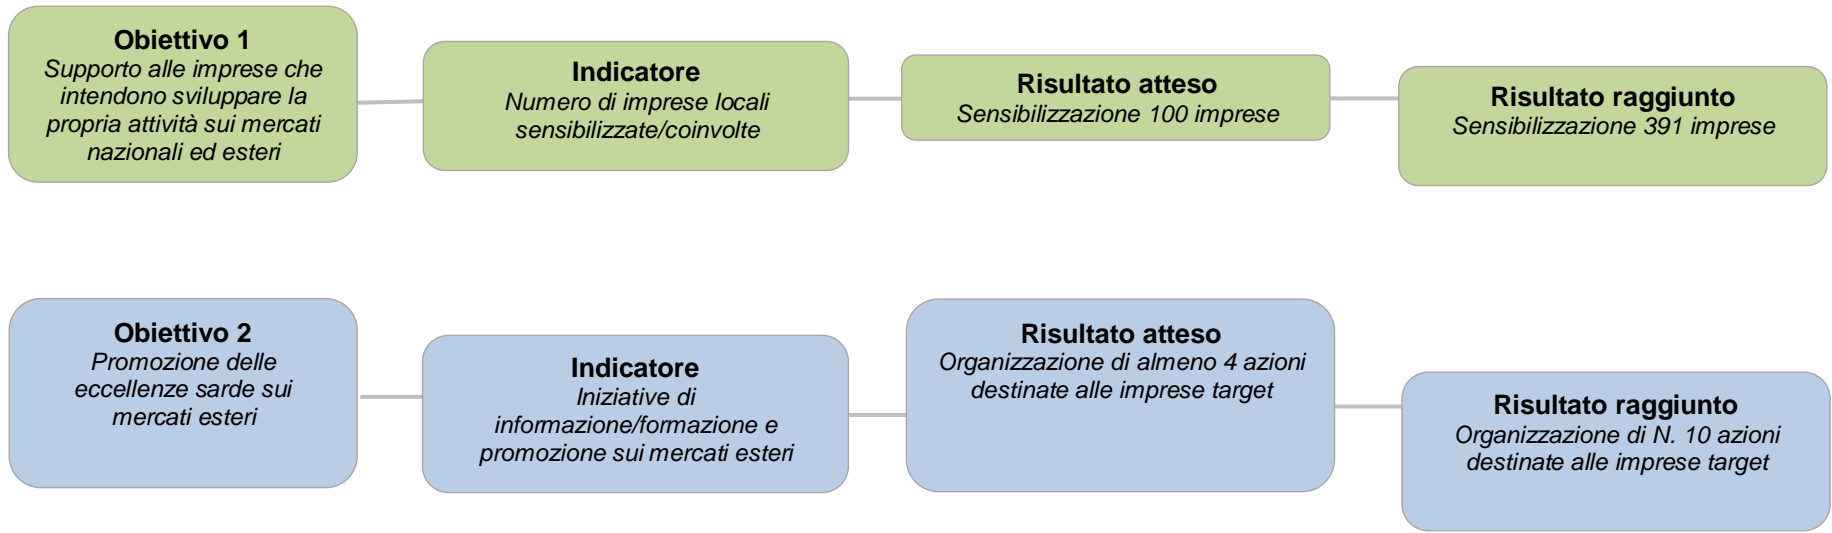 Obiettivo 1
Supporto alle imprese che
intendono sviluppare la
propria attività sui mercati
nazionali ed esteri
Indicatore
Numero di imprese locali
sensibilizzate/coinvolte
Risultato atteso
Sensibilizzazione 100 imprese
Risultato raggiunto
Sensibilizzazione 391 imprese
Obiettivo 2
Promozione delle
eccellenze sarde sui
mercati esteri
Indicatore
Iniziative di
informazione/formazione e
promozione sui mercati esteri
Risultato atteso
Organizzazione di almeno 4 azioni
destinate alle imprese target
Risultato raggiunto
Organizzazione di N. 10 azioni
destinate alle imprese target